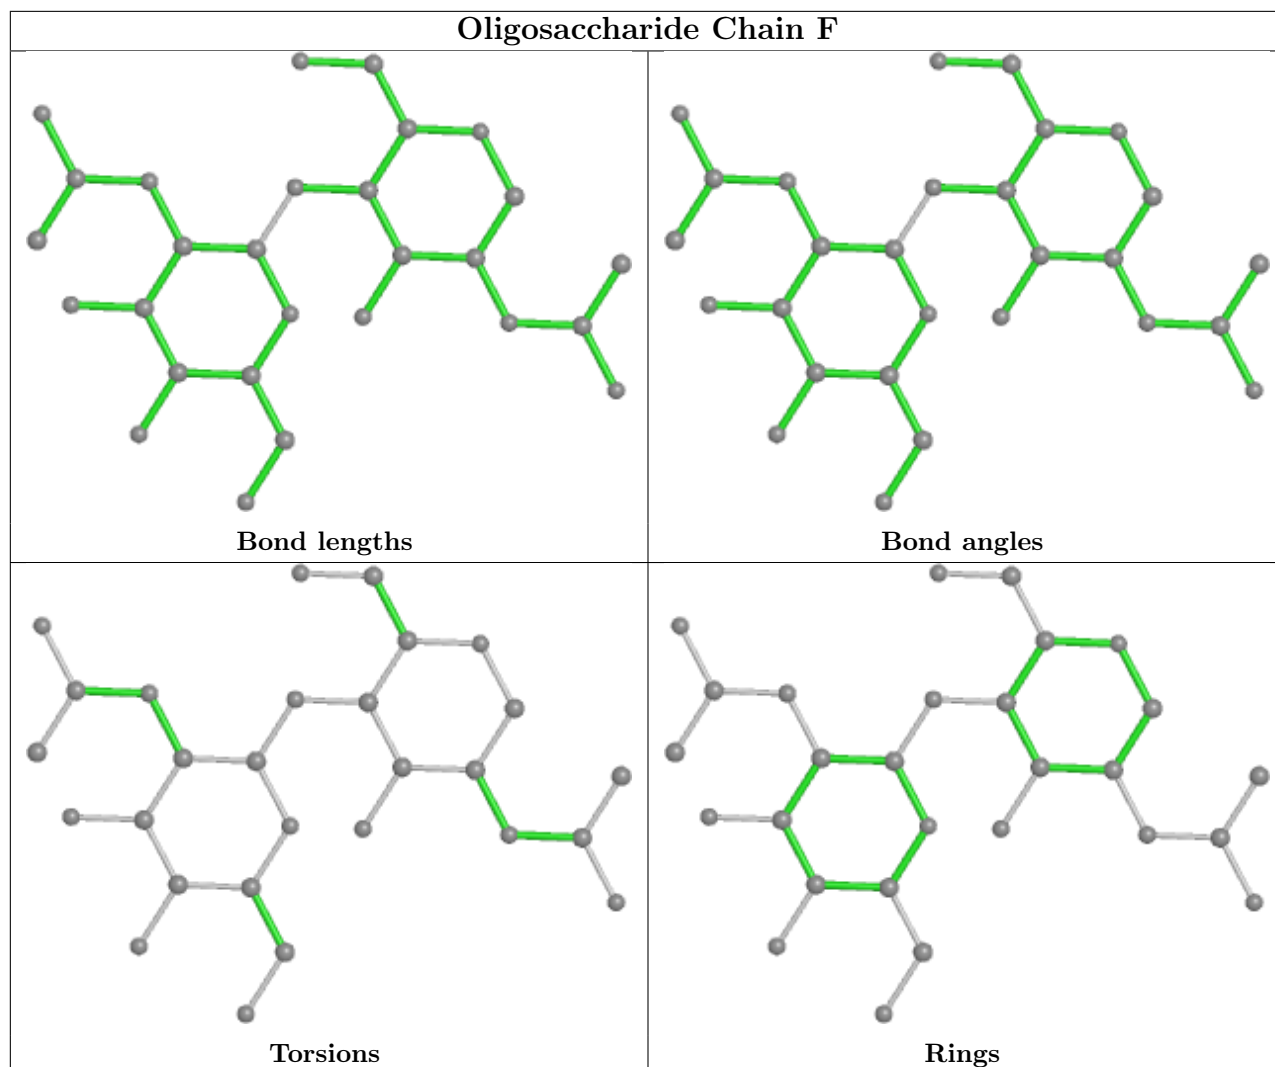 Oligosaccharide Chain F
Bond lengths
Bond angles
Torsions
Rings